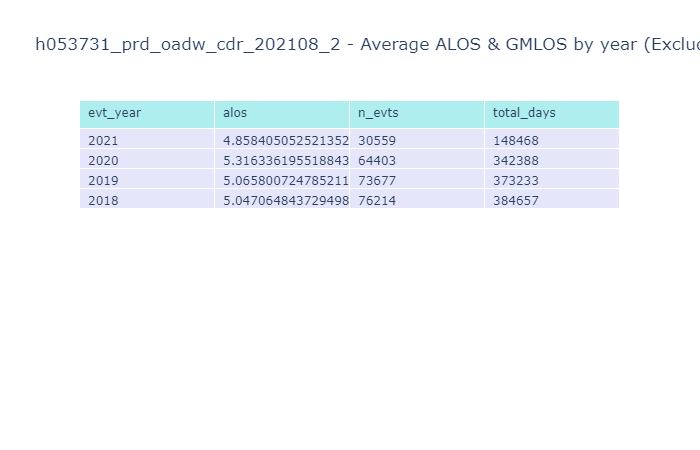 h053731_prd_oadw_cdr_202108_2 - Average ALOS & GMLOS by year
evt_year alos n_evts total_days
2021 4.858405052521352 30559 148468
2020 5.316336195518843 64403 342388
2019 5.065800724785211 73677 373233
2018 5.047064843729498 76214 384657